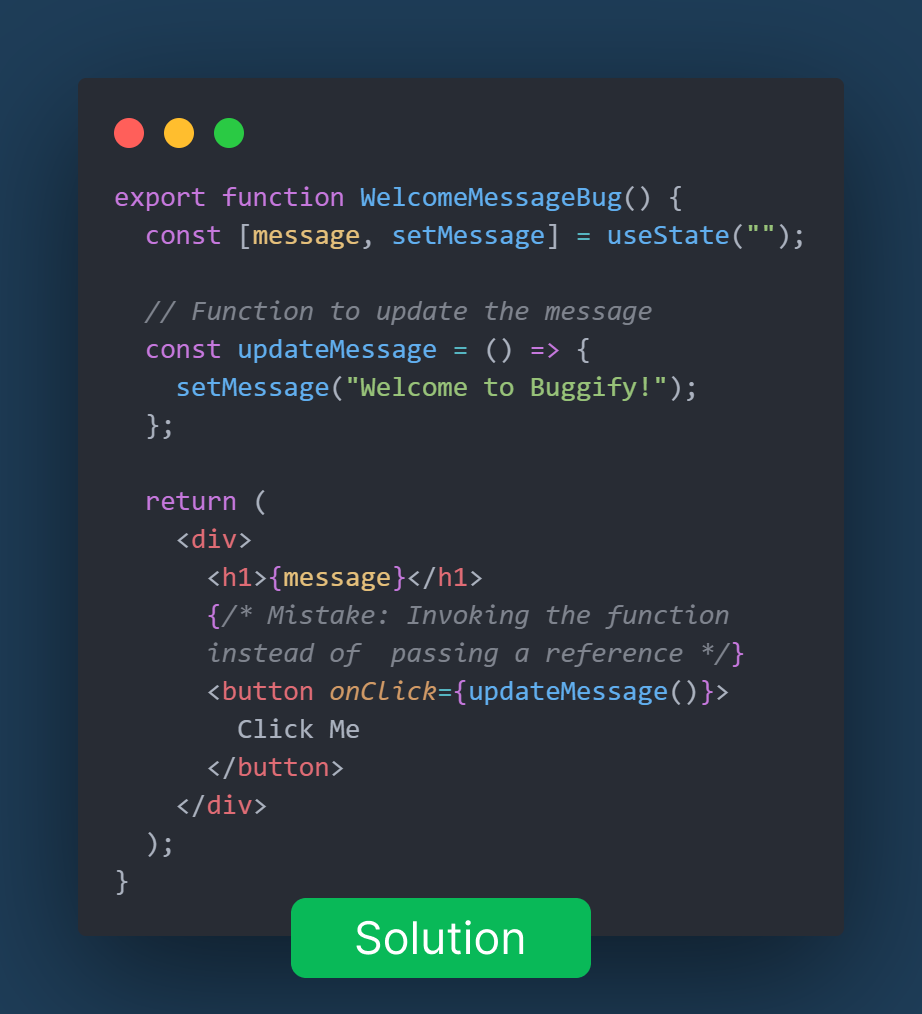 export function WelcomeMessageBug() {
  const [message, setMessage] = useState("");

  // Function to update the message
  const updateMessage = () => {
    setMessage("Welcome to Buggify!");
  };

  return (
    <div>
      <h1>{message}</h1>
      {/* Mistake: Invoking the function
      instead of  passing a reference */}
      <button onClick={updateMessage()}>
        Click Me
      </button>
    </div>
  );
}
Solution